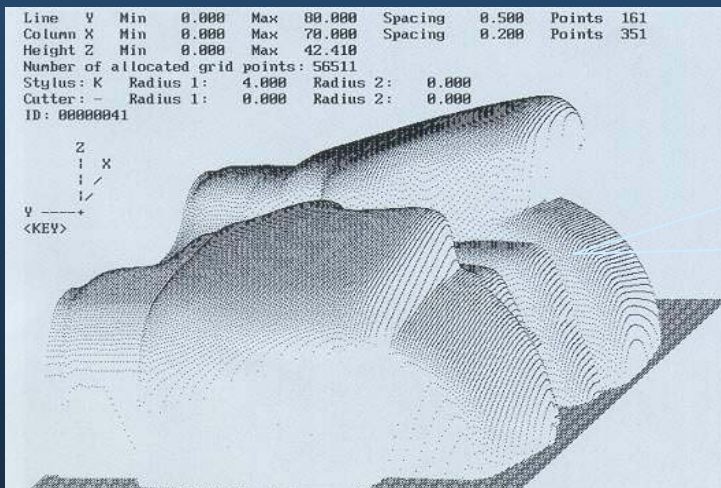 Line Y Min 0.000 Max 80.000 Spacing 0.500 Points 161
Column X Min 0.000 Max 70.000 Spacing 0.200 Points 351
Height Z Min 0.000 Max 42.410
Number of allocated grid points: 56511
Stylus: K Radius 1: 4.000 Radius 2: 0.000
Cutter: - Radius 1: 0.000 Radius 2: 0.000
ID: 00000041
Z
X
Y
<KEY>